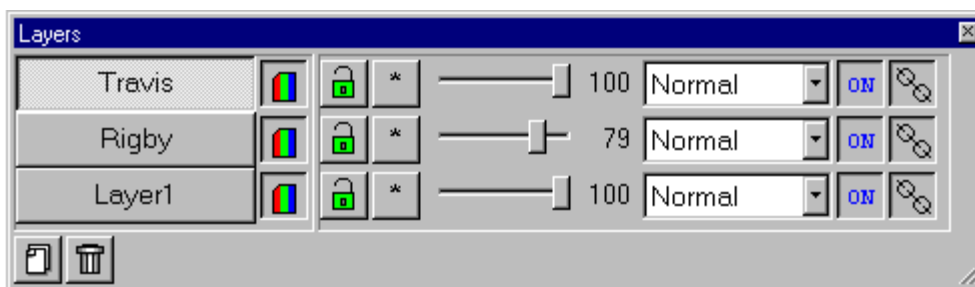 Layers
Travis * 100 Normal ON
Rigby * 79 Normal ON
Layer1 * 100 Normal ON